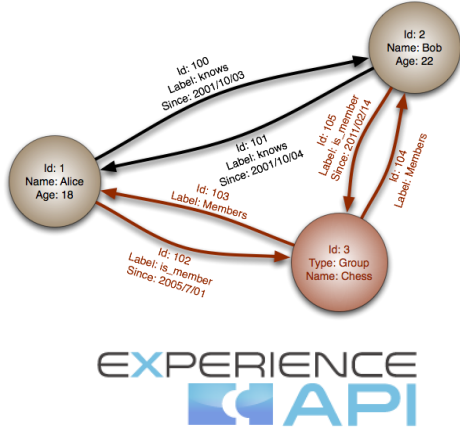 Id: 2
Name: Bob
Age: 22
Id: 100
Label: knows
Since: 2001/10/03
Id: 101
Label: knows
Since: 2001/10/04
Id: 105
Label: is_member
Since: 2011/02/14
Id: 104
Label: Members
Id: 1
Name: Alice
Age: 18
Id: 103
Label: Members
Id: 102
Label: is_member
Since: 2005/7/01
Id: 3
Type: Group
Name: Chess
EXPERIENCE
API